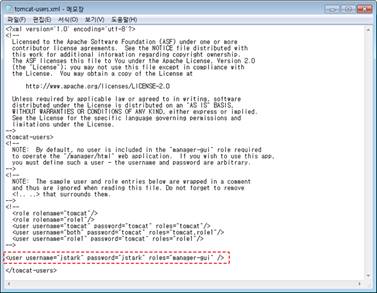 tomcat-users.xml - 메모장
파일(F) 편집(E) 서식(O) 보기(V) 도움말(H)
<?xml version='1.0' encoding='utf-8'?>
<!--
Licensed to the Apache Software Foundation (ASF) under one or more
contributor license agreements. See the NOTICE file distributed with
this work for additional information regarding copyright ownership.
The ASF licenses this file to You under the Apache License, Version 2.0
(the "License"); you may not use this file except in compliance with
the License. You may obtain a copy of the License at
http://www.apache.org/licenses/LICENSE-2.0
Unless required by applicable law or agreed to in writing, software
distributed under the License is distributed on an "AS IS" BASIS,
WITHOUT WARRANTIES OR CONDITIONS OF ANY KIND, either express or implied.
See the License for the specific language governing permissions and
limitations under the License.
-->
<tomcat-users>
<!--
NOTE: By default, no user is included in the "manager-gui" role required
to operate the "/manager/html" web application. If you wish to use this app,
you must define such a user - the username and password are arbitrary.
-->
<!--
NOTE: The sample user and role entries below are wrapped in a comment
and thus are ignored when reading this file. Do not forget to remove
<!.. ..> that surrounds them.
-->
<!--
<role rolename="tomcat"/>
<role rolename="role1"/>
<user username="tomcat" password="tomcat" roles="tomcat"/>
<user username="both" password="tomcat" roles="tomcat,role1"/>
<user username="role1" password="tomcat" roles="role1"/>
-->
<user username="jstark" password="jstark" roles="manager-gui" />
</tomcat-users>